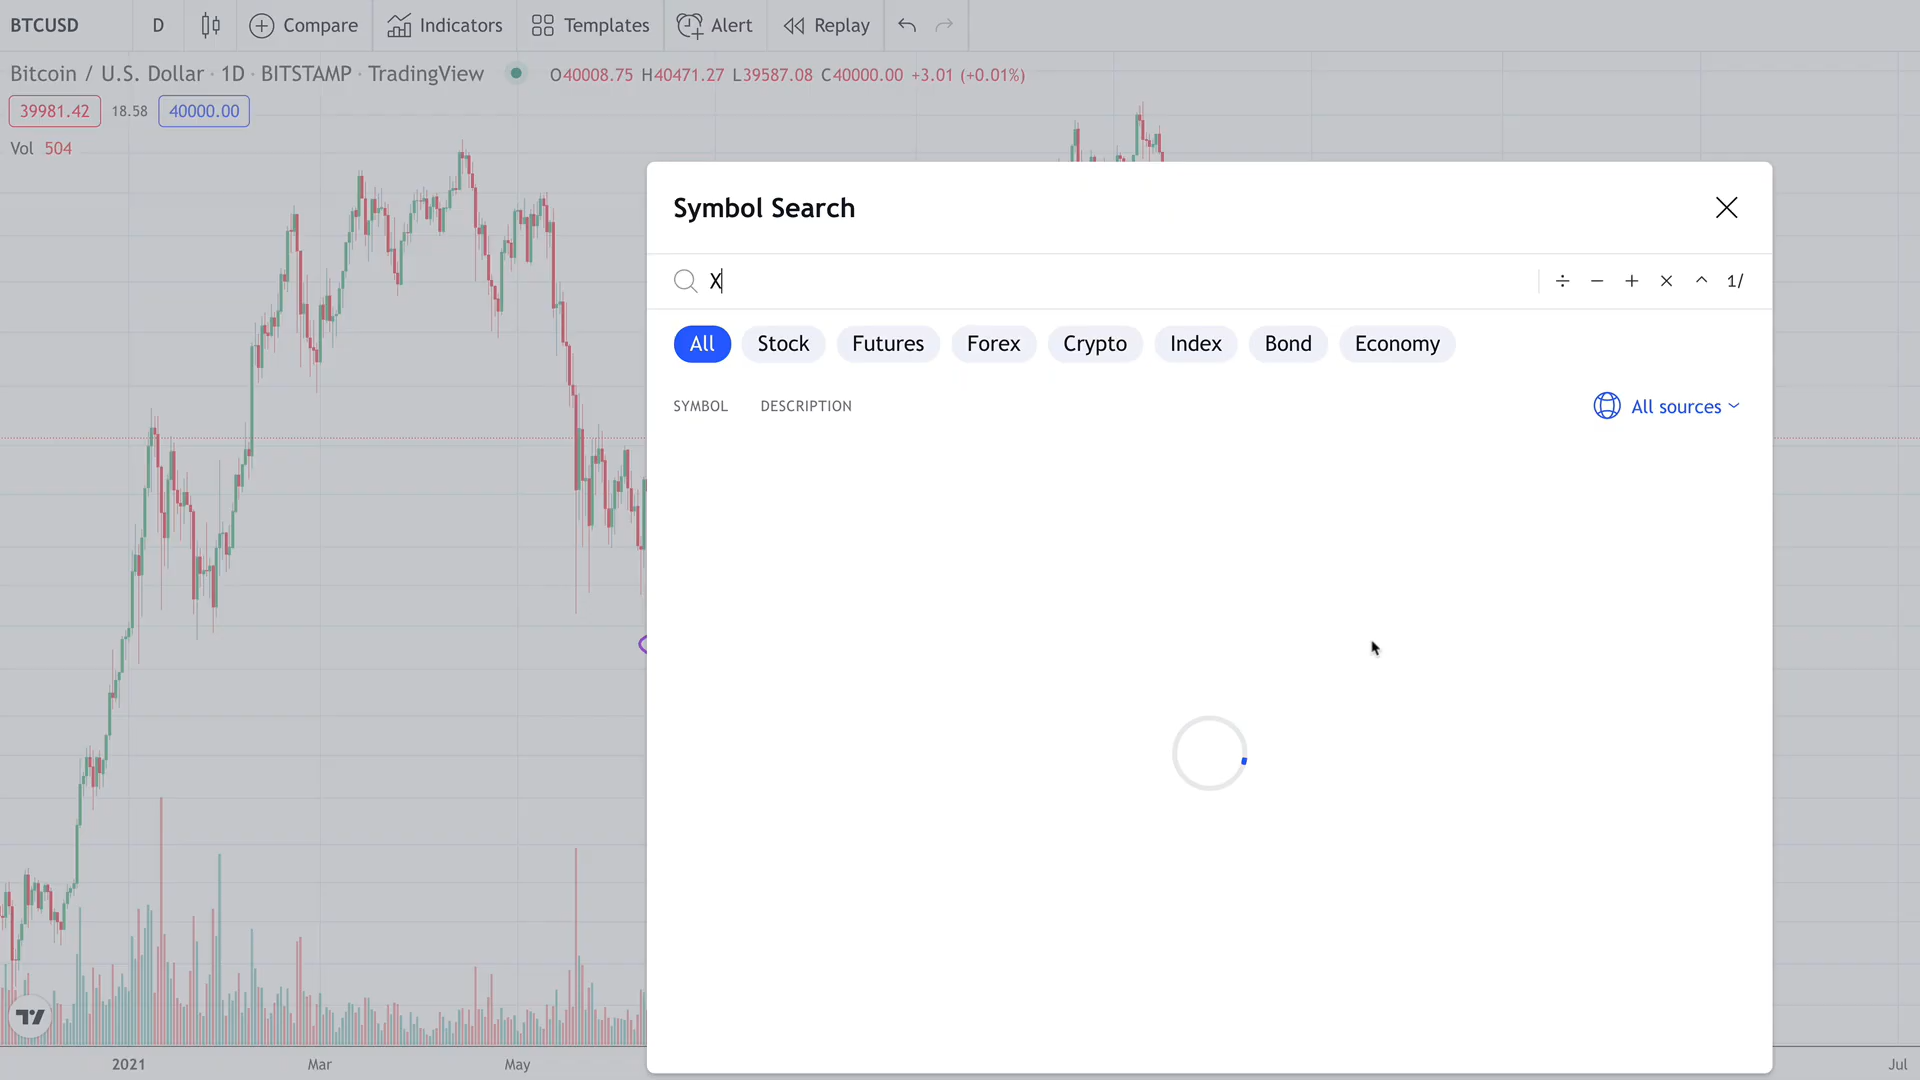 BTCUSD D Compare Indicators Templates Alert Replay
Bitcoin / U.S. Dollar · 1D · BITSTAMP · TradingView O40008.75 H40471.27 L39587.08 C40000.00 +3.01 (+0.01%)
39981.42 18.58 40000.00
Vol 504
Symbol Search
X
÷ − + × ^ 1/
All Stock Futures Forex Crypto Index Bond Economy
SYMBOL DESCRIPTION All sources
2021 Mar May Jul